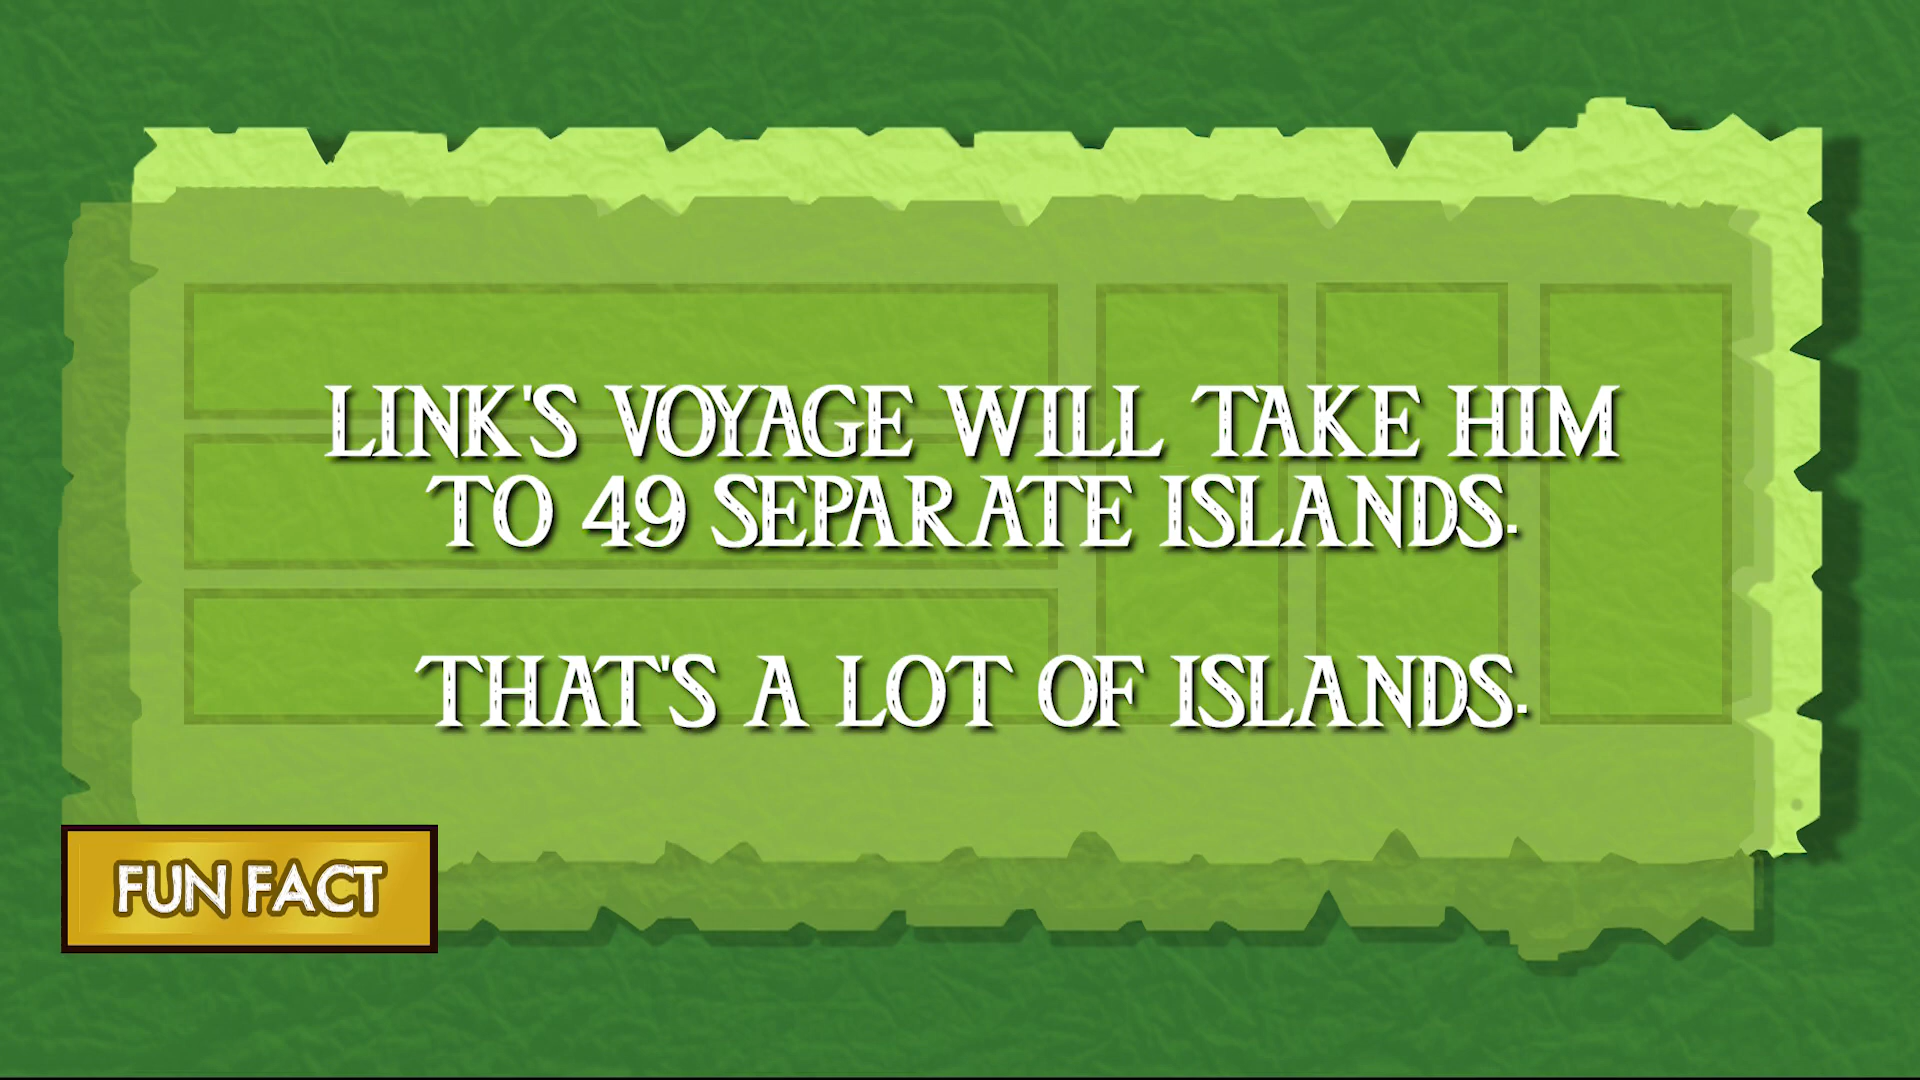 LINK'S VOYAGE WILL TAKE HIM
TO 49 SEPARATE ISLANDS.
THAT'S A LOT OF ISLANDS.
FUN FACT